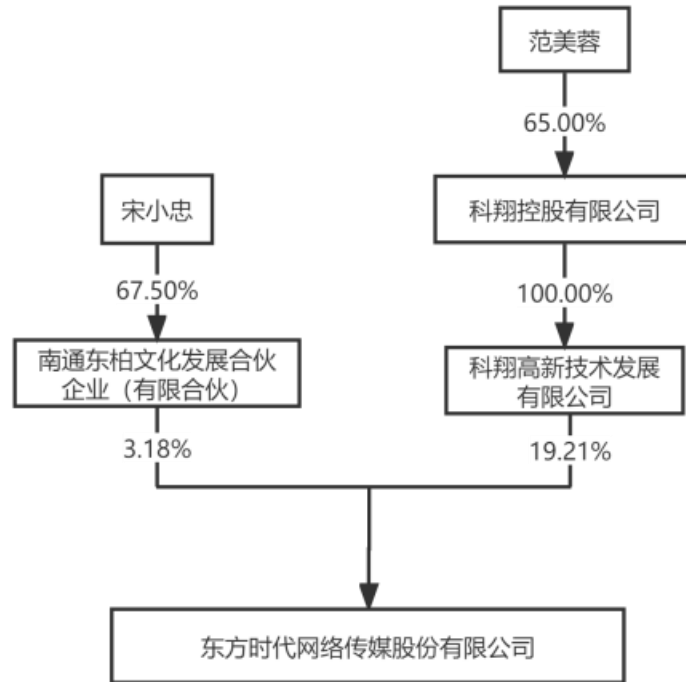 范美蓉
65.00%
宋小忠
科翔控股有限公司
67.50%
100.00%
南通东柏文化发展合伙
企业（有限合伙）
科翔高新技术发展
有限公司
3.18%
19.21%
东方时代网络传媒股份有限公司